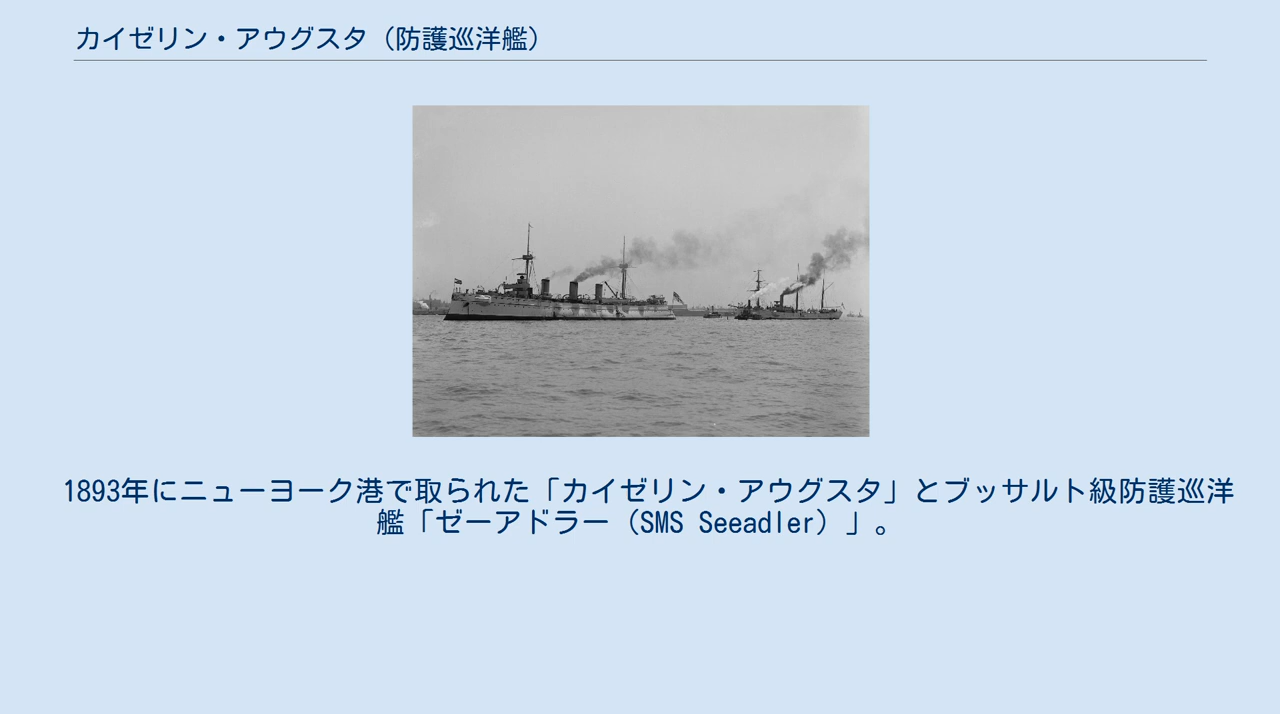 カイゼリン・アウグスタ（防護巡洋艦）
1893年にニューヨーク港で取られた「カイゼリン・アウグスタ」とブッサルト級防護巡洋
艦「ゼーアドラー（SMS Seeadler）」。